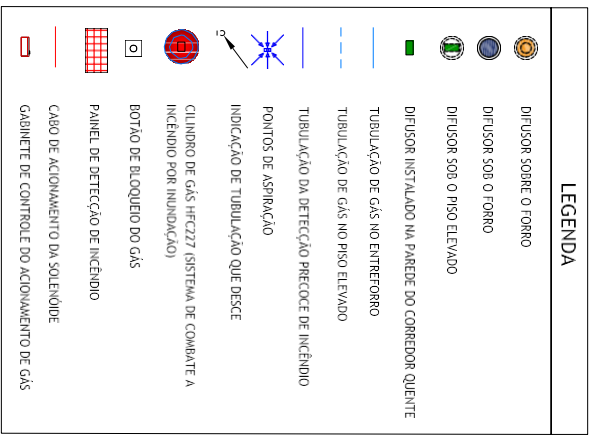 LEGENDA
DIFUSOR SOBRE O FORRO
DIFUSOR SOB O FORRO
DIFUSOR SOB O PISO ELEVADO
DIFUSOR INSTALADO NA PAREDE DO CORREDOR QUENTE
TUBULAÇÃO DE GÁS NO ENTREFORRO
TUBULAÇÃO DE GÁS NO PISO ELEVADO
TUBULAÇÃO DA DETECÇÃO PRECOCE DE INCÊNDIO
PONTOS DE ASPIRAÇÃO
INDICAÇÃO DE TUBULAÇÃO QUE DESCE
CILINDRO DE GÁS HFC227 (SISTEMA DE COMBATE A
INCÊNDIO POR INUNDAÇÃO)
BOTÃO DE BLOQUEIO DO GÁS
PAINEL DE DETECÇÃO DE INCÊNDIO
CABO DE ACIONAMENTO DA SOLENÓIDE
GABINETE DE CONTROLE DO ACIONAMENTO DE GÁS